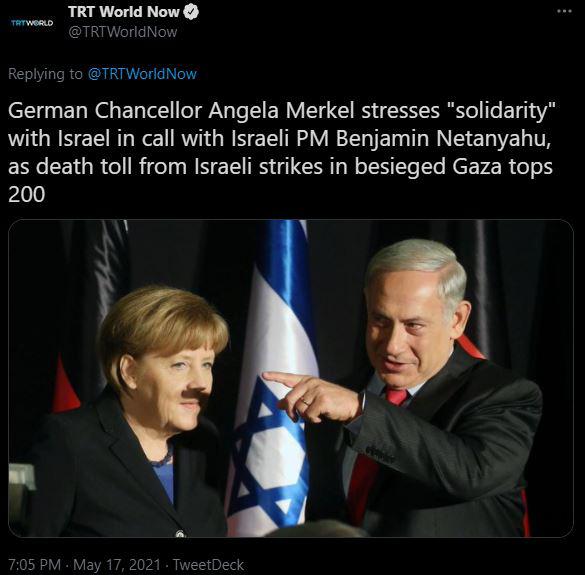 TRT World Now
TRTWORLD
@TRTWorldNow
Replying to @TRTWorldNow
German Chancellor Angela Merkel stresses "solidarity"
with Israel in call with Israeli PM Benjamin Netanyahu,
as death toll from Israeli strikes in besieged Gaza tops
200
7:05 PM · May 17, 2021 · TweetDeck